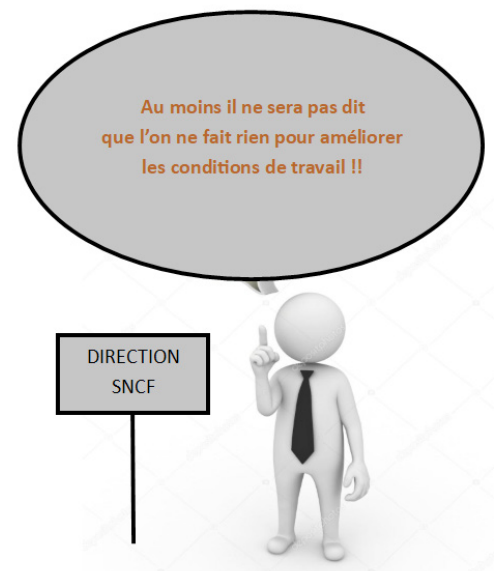 Au moins il ne sera pas dit
que l’on ne fait rien pour améliorer
les conditions de travail !!
DIRECTION
SNCF